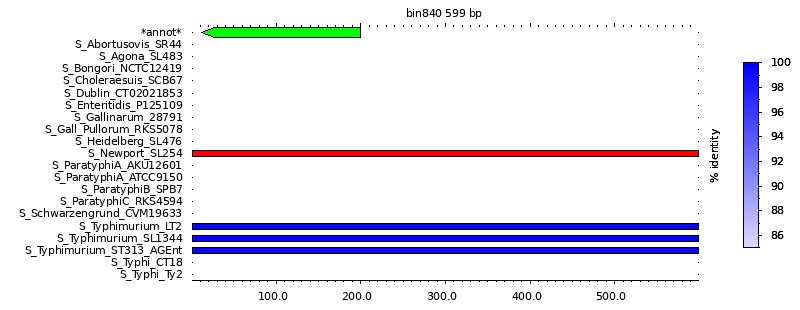 bin840 599 bp
*annot*
S_Abortusovis_SR44
S_Agona_SL483
S_Bongori_NCTC12419
S_Choleraesuis_SCB67
S_Dublin_CT02021853
S_Enteritidis_P125109
S_Gallinarum_28791
S_Gall_Pullorum_RKS5078
S_Heidelberg_SL476
S_Newport_SL254
S_ParatyphiA_AKU12601
S_ParatyphiA_ATCC9150
S_ParatyphiB_SPB7
S_ParatyphiC_RKS4594
S_Schwarzengrund_CVM19633
S_Typhimurium_LT2
S_Typhimurium_SL1344
S_Typhimurium_ST313_AGEnt
S_Typhi_CT18
S_Typhi_Ty2
100.0 200.0 300.0 400.0 500.0
% identity
100
98
96
94
92
90
88
86